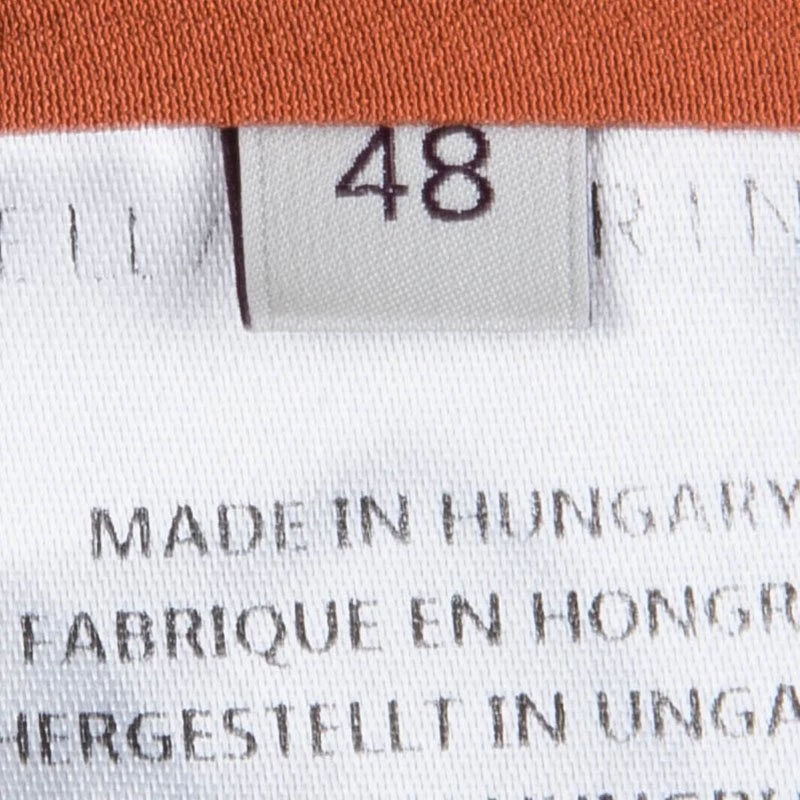 48
MADE IN HUNGARY
FABRIQUE EN HONGR
HERGESTELLT IN UNGA